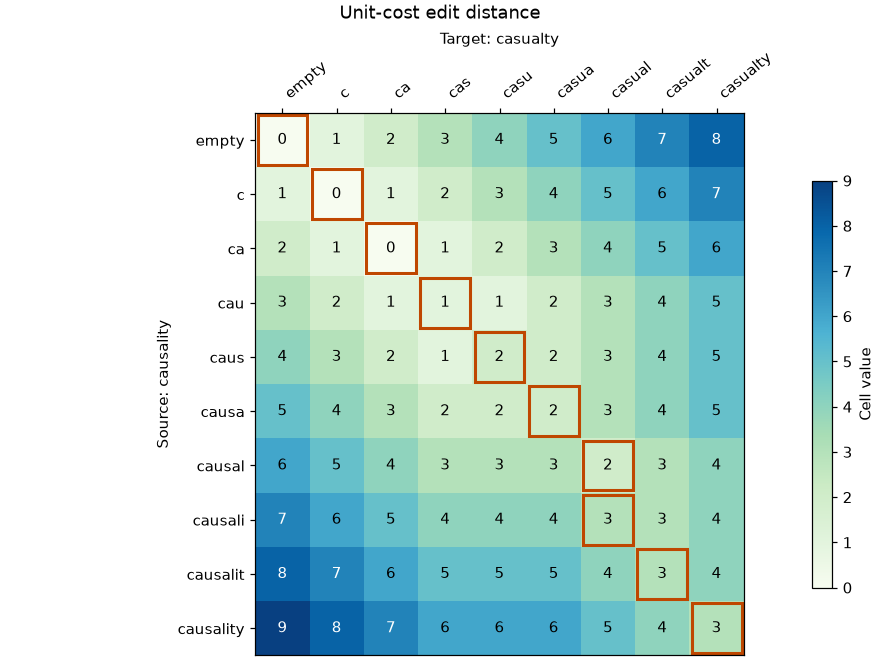 Unit-cost edit distance
Target: casualty
empty c ca cas casu casua casual casualt casualty
empty 0 1 2 3 4 5 6 7 8
c 1 0 1 2 3 4 5 6 7
ca 2 1 0 1 2 3 4 5 6
cau 3 2 1 1 1 2 3 4 5
caus 4 3 2 1 2 2 3 4 5
causa 5 4 3 2 2 2 3 4 5
causal 6 5 4 3 3 3 2 3 4
causali 7 6 5 4 4 4 3 3 4
causalit 8 7 6 5 5 5 4 3 4
causality 9 8 7 6 6 6 5 4 3
Source: causality
9
8
7
6
5
4
3
2
1
0
Cell value